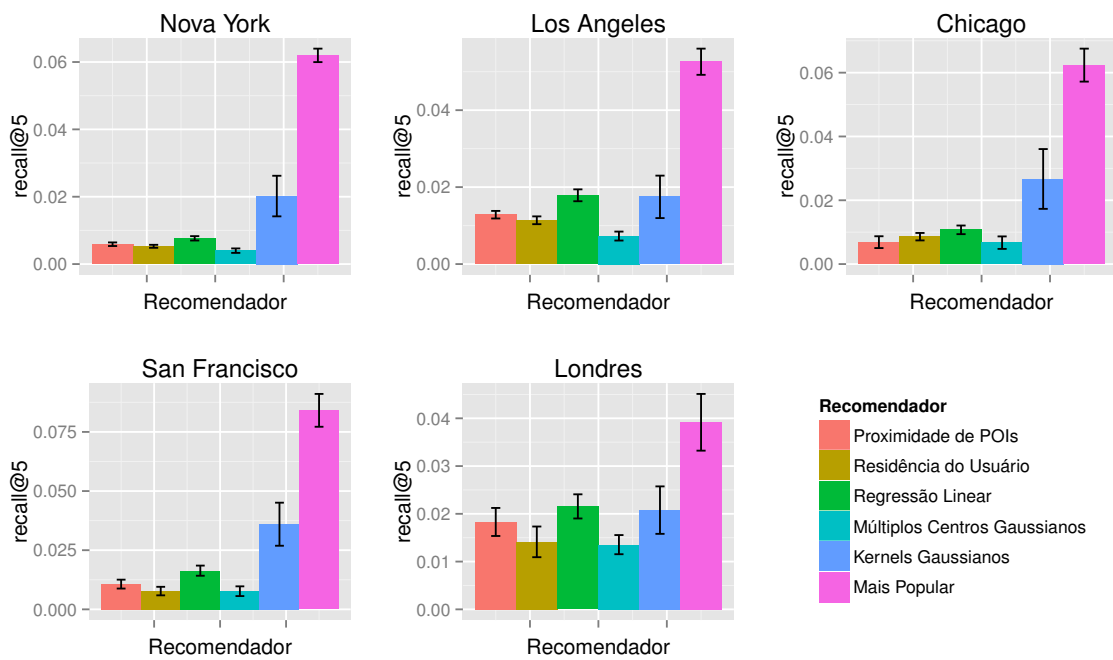 Nova York
recall@5
0.06
0.04
0.02
0.00
Recomendador
Los Angeles
recall@5
0.04
0.02
0.00
Recomendador
Chicago
recall@5
0.06
0.04
0.02
0.00
Recomendador
San Francisco
recall@5
0.075
0.050
0.025
0.000
Recomendador
Londres
recall@5
0.04
0.03
0.02
0.01
0.00
Recomendador
Recomendador
Proximidade de POIs
Residência do Usuário
Regressão Linear
Múltiplos Centros Gaussianos
Kernels Gaussianos
Mais Popular